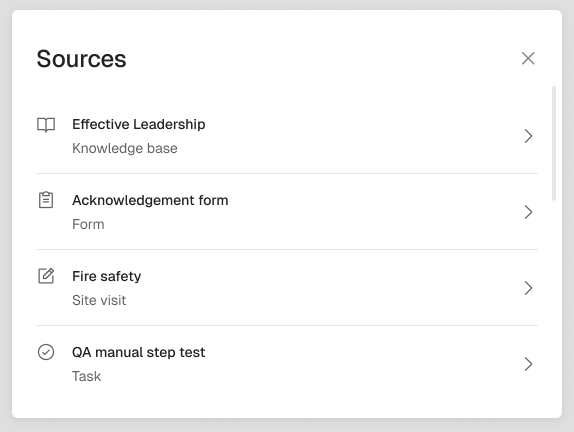 Sources
Effective Leadership
Knowledge base
Acknowledgement form
Form
Fire safety
Site visit
QA manual step test
Task